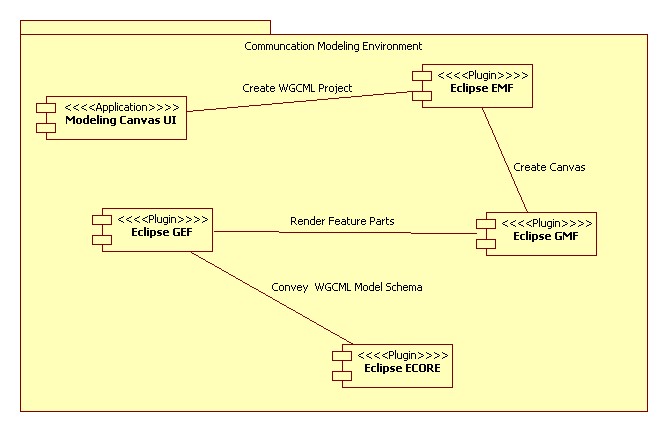 Communcation Modeling Environment
<<<<Plugin>>>>
Eclipse EMF
Create WGCML Project
<<<<Application>>>>
Modeling Canvas UI
Create Canvas
<<<<Plugin>>>>
Eclipse GEF
Render Feature Parts
<<<<Plugin>>>>
Eclipse GMF
Convey  WGCML Model Schema
<<<<Plugin>>>>
Eclipse ECORE